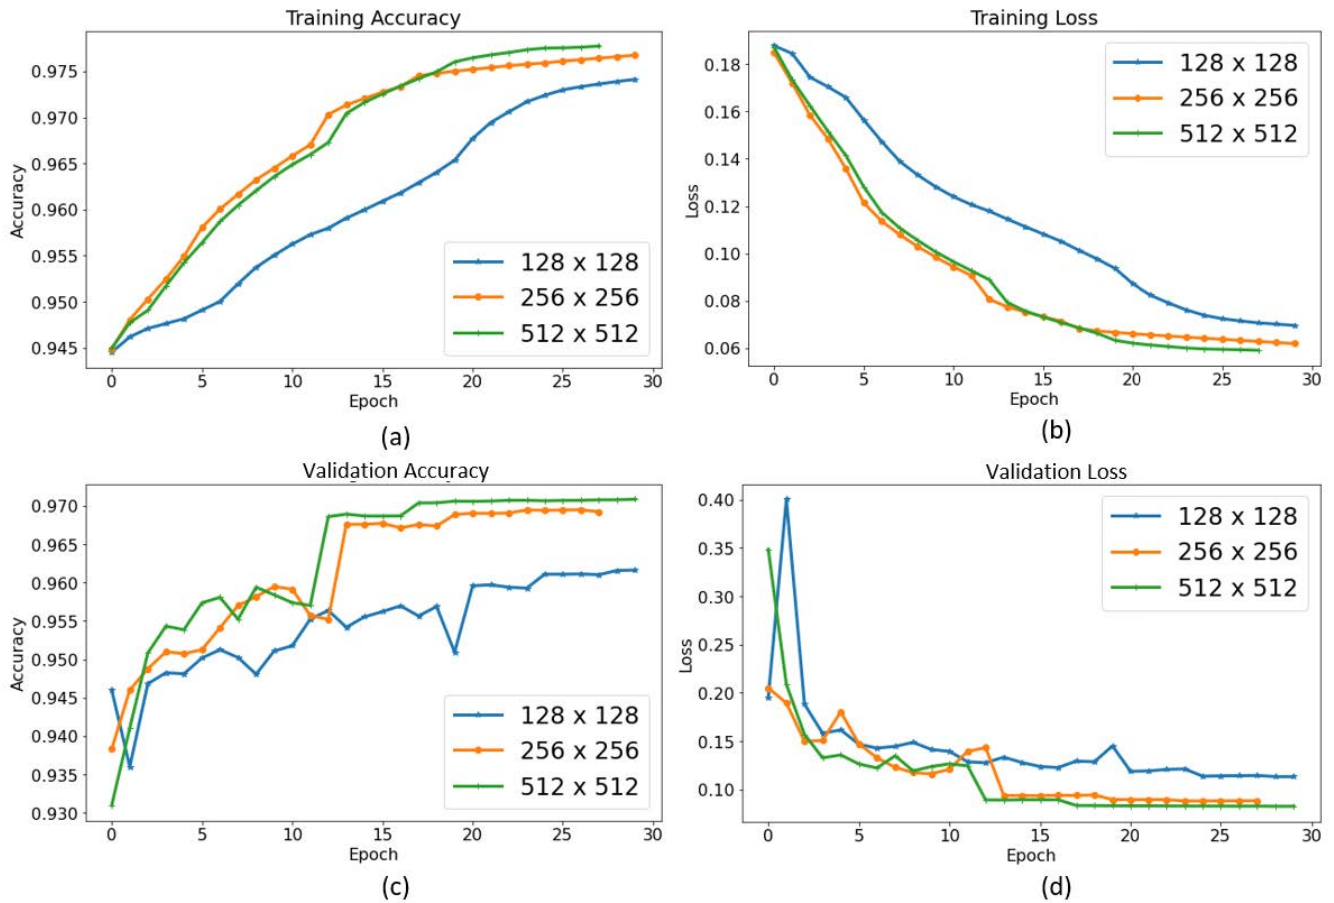 Training Accuracy
Accuracy
0.975
0.970
0.965
0.960
0.955
0.950
0.945
128 x 128
256 x 256
512 x 512
0 5 10 15 20 25 30
Epoch
(a)
Training Loss
Loss
0.18
0.16
0.14
0.12
0.10
0.08
0.06
128 x 128
256 x 256
512 x 512
0 5 10 15 20 25 30
Epoch
(b)
Validation Accuracy
Accuracy
0.970
0.965
0.960
0.955
0.950
0.945
0.940
0.935
0.930
128 x 128
256 x 256
512 x 512
0 5 10 15 20 25 30
Epoch
(c)
Validation Loss
Loss
0.40
0.35
0.30
0.25
0.20
0.15
0.10
128 x 128
256 x 256
512 x 512
0 5 10 15 20 25 30
Epoch
(d)